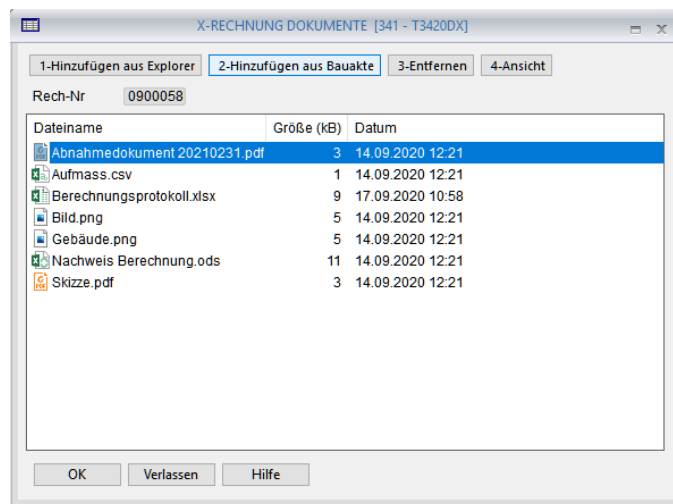 X-RECHNUNG DOKUMENTE [341 - T3420DX]
1-Hinzufügen aus Explorer 2-Hinzufügen aus Bauakte 3-Entfernen 4-Ansicht
Rech-Nr 0900058
Dateiname Größe (kB) Datum
Abnahmedokument 20210231.pdf 3 14.09.2020 12:21
Aufmass.csv 1 14.09.2020 12:21
Berechnungsprotokoll.xlsx 9 17.09.2020 10:58
Bild.png 5 14.09.2020 12:21
Gebäude.png 5 14.09.2020 12:21
Nachweis Berechnung.ods 11 14.09.2020 12:21
Skizze.pdf 3 14.09.2020 12:21
OK Verlassen Hilfe